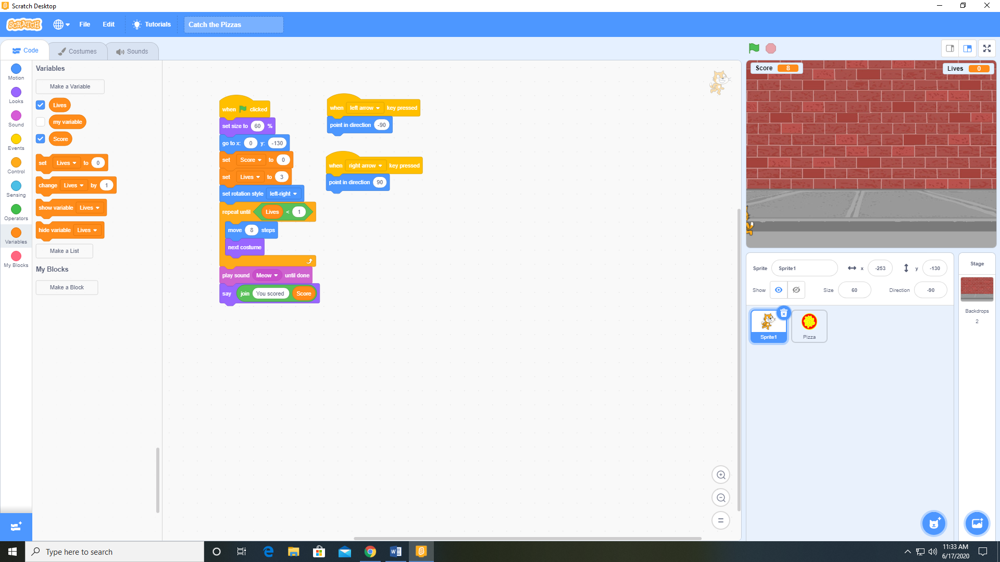 Scratch Desktop
SCRATCH File Edit Tutorials Catch the Pizzas
Code Costumes Sounds
Motion
Looks
Sound
Events
Control
Sensing
Operators
Variables
My Blocks
Variables
Make a Variable
Lives
my variable
Score
set Lives to 0
change Lives by 1
show variable Lives
hide variable Lives
Make a List
My Blocks
Make a Block
when clicked
set size to 60 %
go to x: 0 y: -130
set Score to 0
set Lives to 3
set rotation style left-right
repeat until Lives < 1
move 8 steps
next costume
play sound Meow until done
say join You scored Score
when left arrow key pressed
point in direction -90
when right arrow key pressed
point in direction 90
Score 8 Lives 0
Sprite Sprite1 x -253 y -130
Show Size 60 Direction -90
Sprite1 Pizza
Stage
Backdrops
2
Type here to search
11:33 AM
6/17/2020